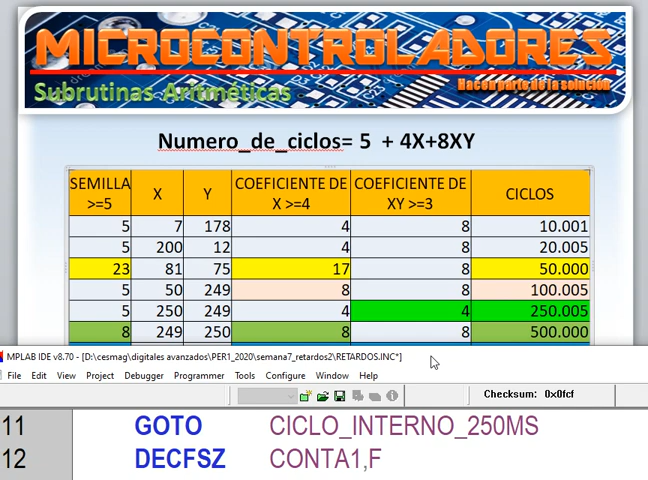 MICROCONTROLADORES
Subrutinas Aritméticas
Hacen parte de la solución
Numero_de_ciclos= 5 + 4X+8XY
SEMILLA >=5 X Y COEFICIENTE DE X >=4 COEFICIENTE DE XY >=3 CICLOS
5 7 178 4 8 10.001
5 200 12 4 8 20.005
23 81 75 17 8 50.000
5 50 249 8 8 100.005
5 250 249 4 4 250.005
8 249 250 8 8 500.000
MPLAB IDE v8.70 - [D:\cesmag\digitales avanzados\PER1_2020\semana7_retardos2\RETARDOS.INC*]
File Edit View Project Debugger Programmer Tools Configure Window Help
Checksum: 0x0fcf
11 GOTO CICLO_INTERNO_250MS
12 DECFSZ CONTA1,F